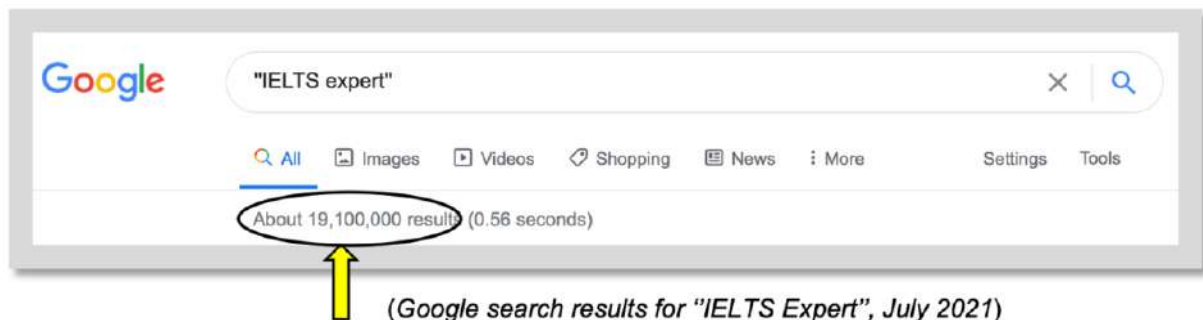 Google "IELTS expert"
All Images Videos Shopping News More Settings Tools
About 19,100,000 results (0.56 seconds)
(Google search results for ‘'IELTS Expert’', July 2021)